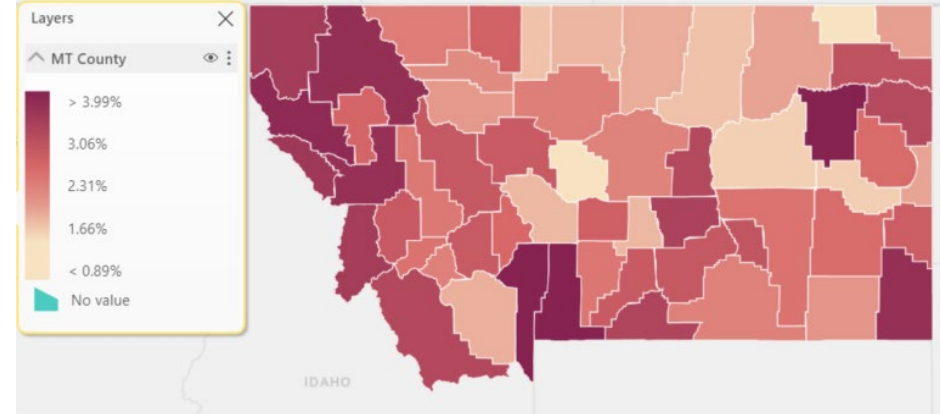 Layers
MT County
> 3.99%
3.06%
2.31%
1.66%
< 0.89%
No value
IDAHO